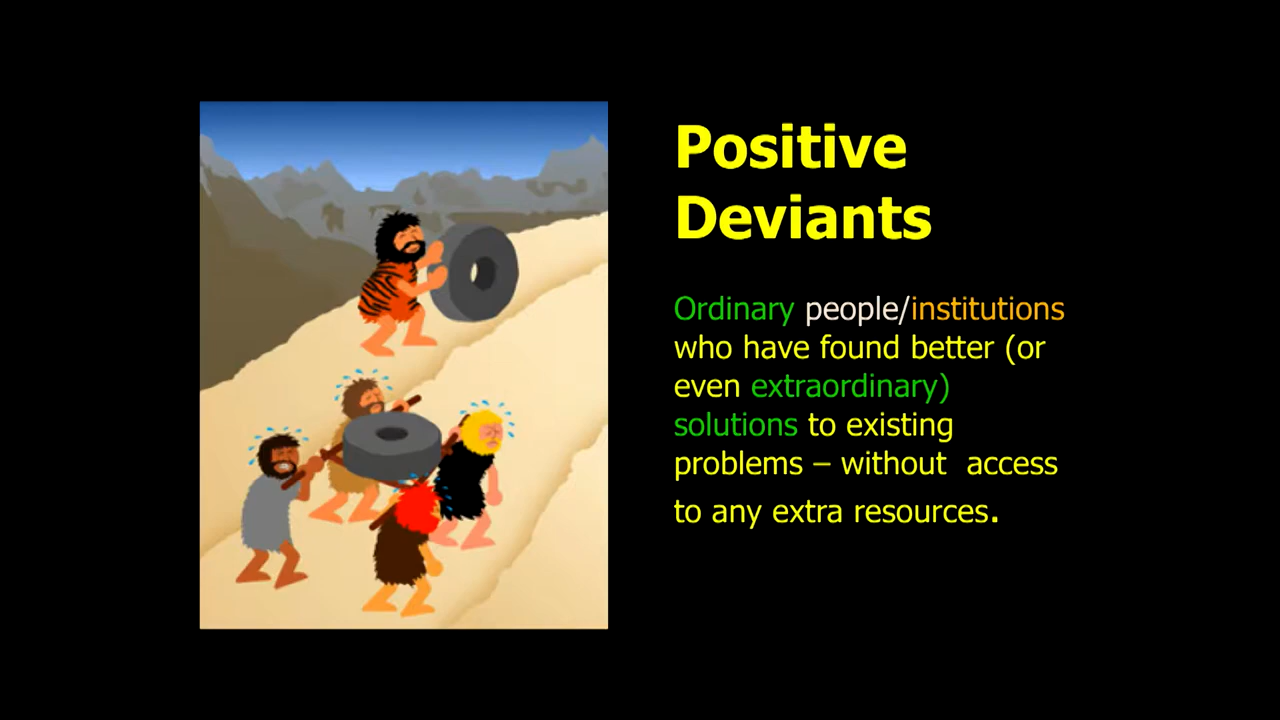 Positive
Deviants
Ordinary people/institutions
who have found better (or
even extraordinary)
solutions to existing
problems – without  access
to any extra resources.